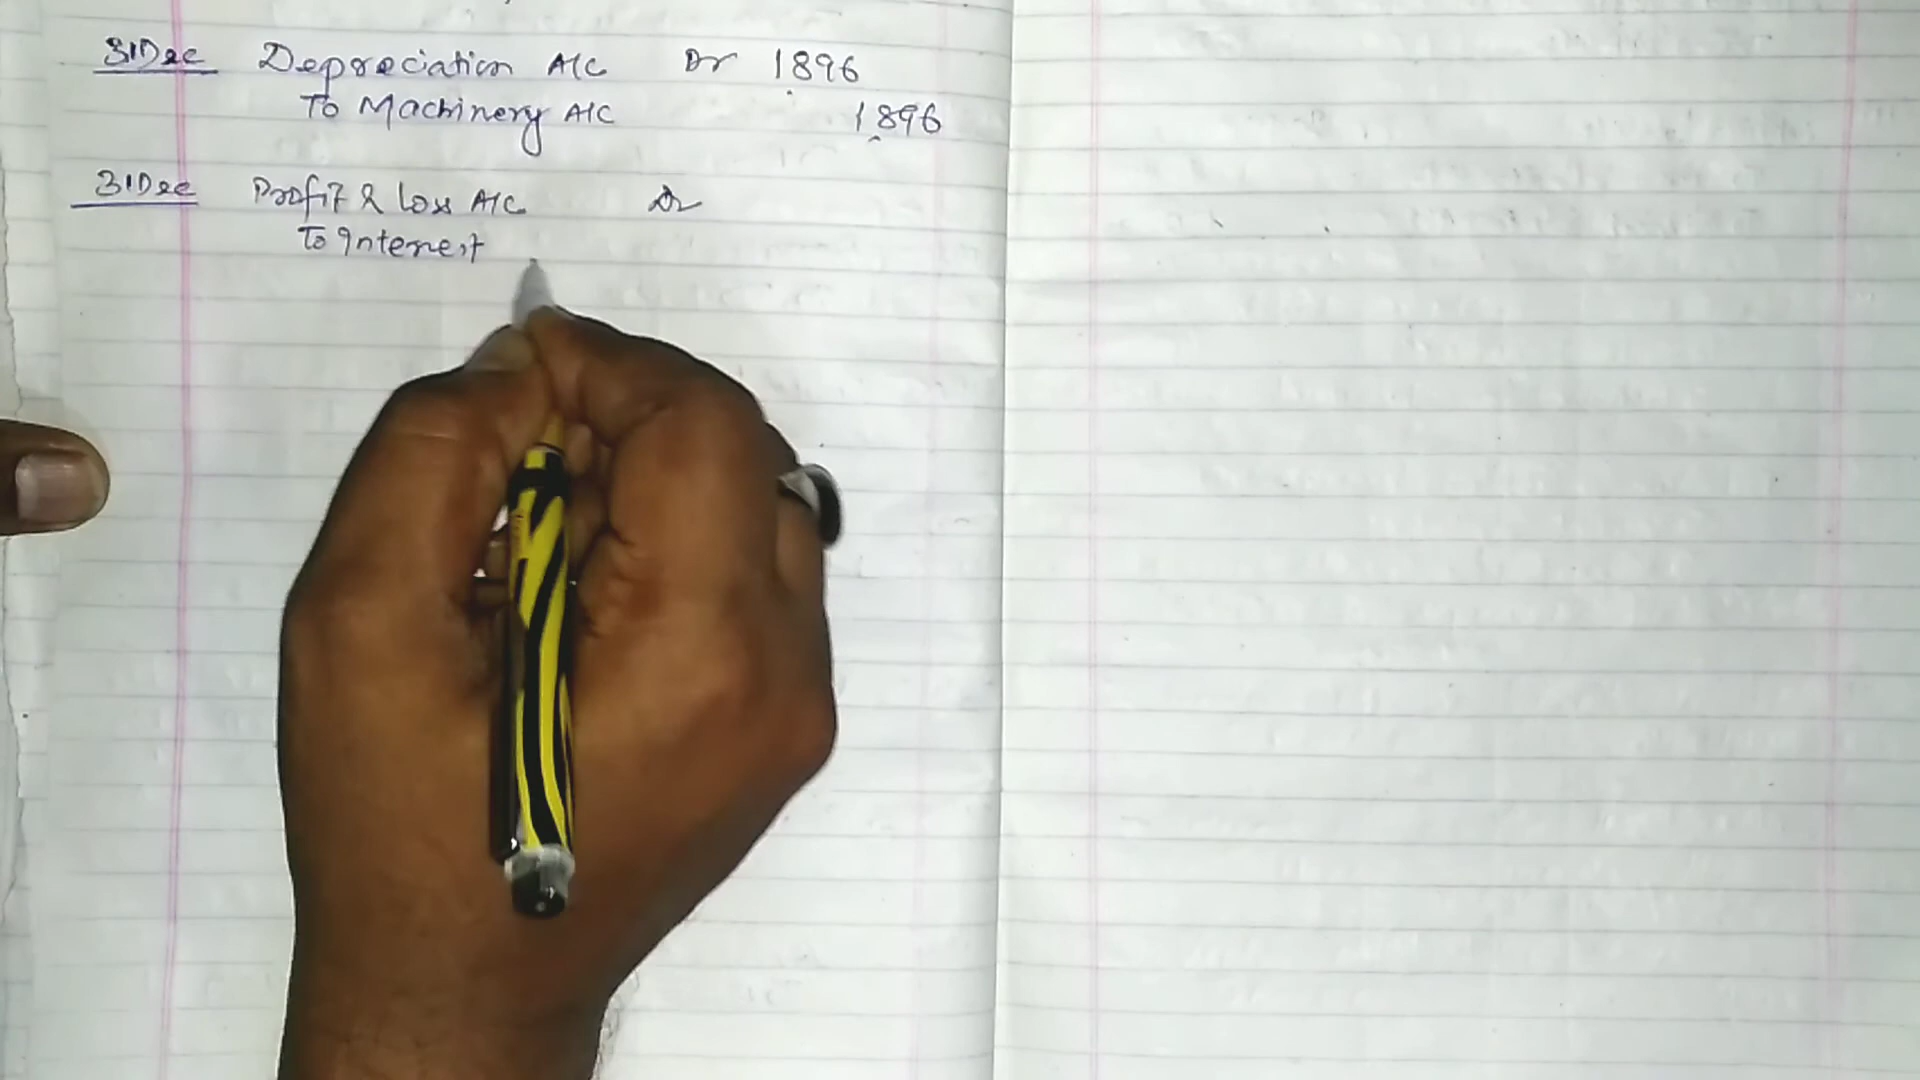 31Dec Depreciation A/C Dr 1896
To Machinery A/C 1896
31Dec Profit & Loss A/C Dr
To Interest